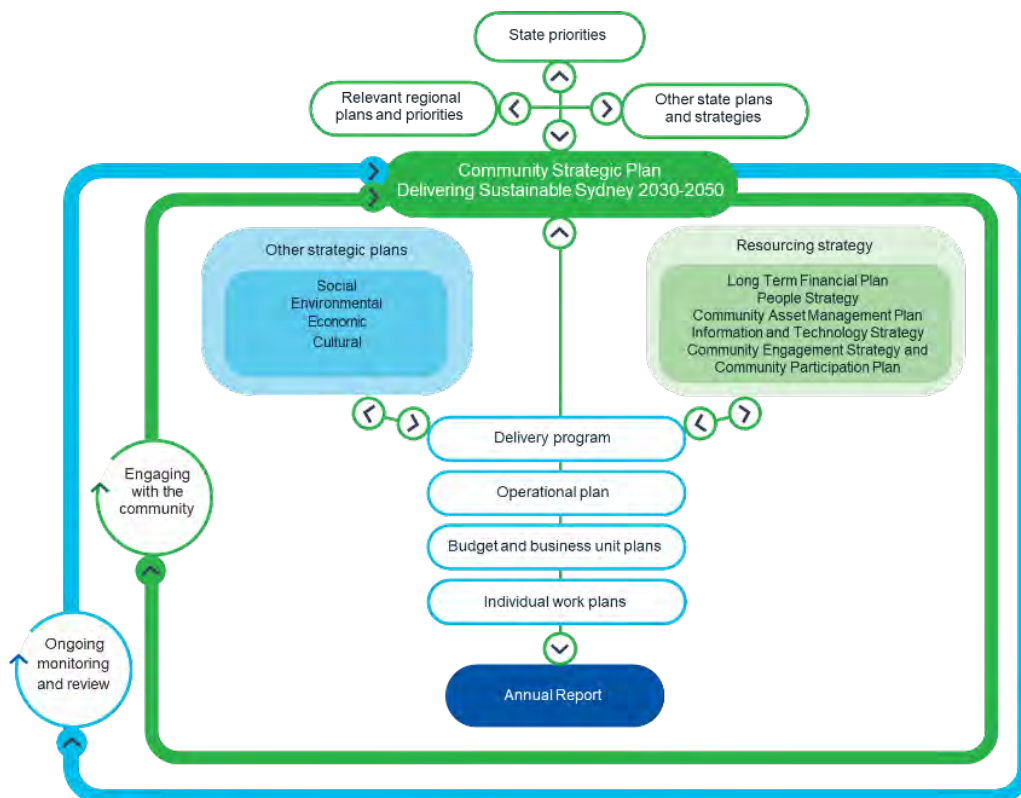 State priorities
Relevant regional
plans and priorities
Other state plans
and strategies
Community Strategic Plan
Delivering Sustainable Sydney 2030-2050
Other strategic plans
Social
Environmental
Economic
Cultural
Resourcing strategy
Long Term Financial Plan
People Strategy
Community Asset Management Plan
Information and Technology Strategy
Community Engagement Strategy and
Community Participation Plan
Delivery program
Operational plan
Budget and business unit plans
Individual work plans
Annual Report
Engaging
with the
community
Ongoing
monitoring
and review